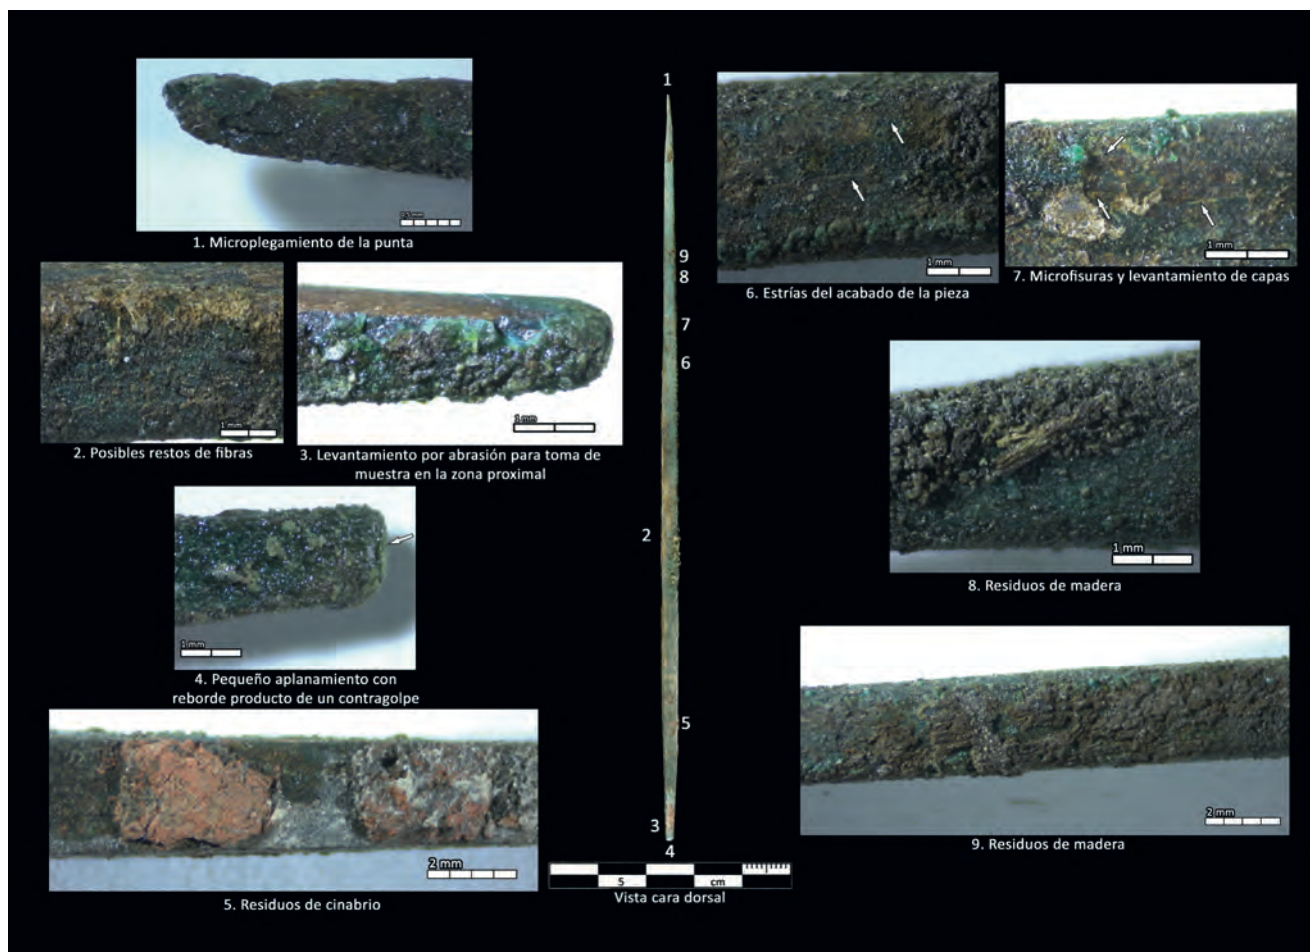 0.5 mm
1. Microplegamiento de la punta
1 mm
2. Posibles restos de fibras
1 mm
3. Levantamiento por abrasión para toma de
muestra en la zona proximal
1 mm
4. Pequeño aplanamiento con
reborde producto de un contragolpe
2 mm
5. Residuos de cinabrio
1
9
8
7
6
2
5
3
4
5
cm
Vista cara dorsal
1 mm
6. Estrías del acabado de la pieza
1 mm
7. Microfisuras y levantamiento de capas
1 mm
8. Residuos de madera
2 mm
9. Residuos de madera